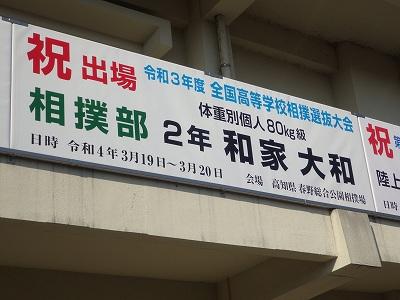 祝 出場 令和3年度 全国高等学校相撲選抜大会
体重別個人80kg級
相撲部 2年 和家 大和
日時 令和4年3月19日~3月20日 会場 高知県 春野総合公園相撲場
祝 第
陸上
日時